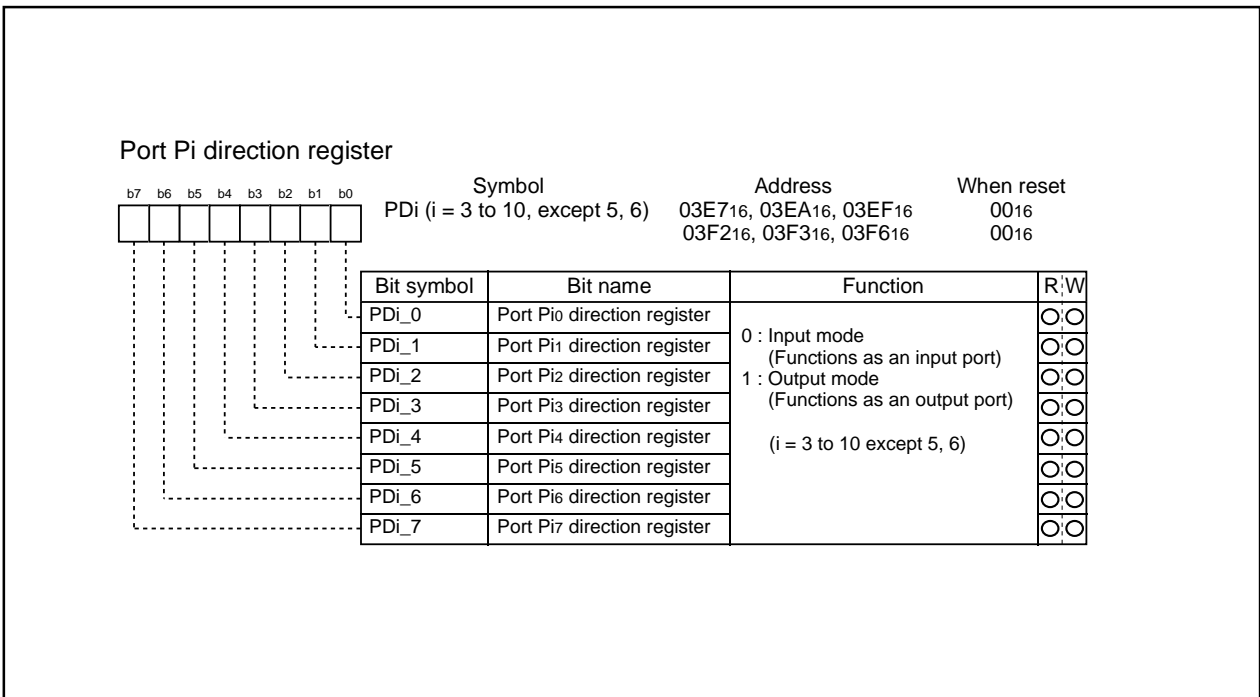 Port Pi direction register
b7 b6 b5 b4 b3 b2 b1 b0
Symbol Address When reset
PDi (i = 3 to 10, except 5, 6) 03E716, 03EA16, 03EF16 0016
03F216, 03F316, 03F616 0016
Bit symbol Bit name Function R W
PDi_0 Port Pi0 direction register
0 : Input mode
(Functions as an input port)
1 : Output mode
(Functions as an output port)
(i = 3 to 10 except 5, 6)
PDi_1 Port Pi1 direction register
PDi_2 Port Pi2 direction register
PDi_3 Port Pi3 direction register
PDi_4 Port Pi4 direction register
PDi_5 Port Pi5 direction register
PDi_6 Port Pi6 direction register
PDi_7 Port Pi7 direction register